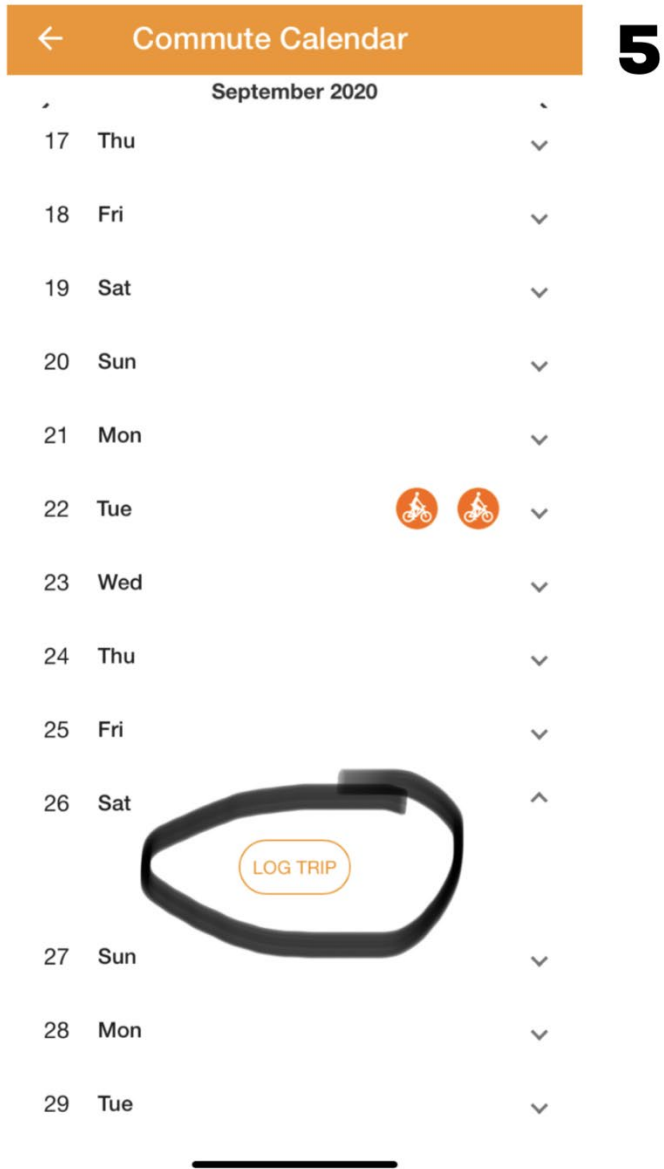 Commute Calendar
5
September 2020
17 Thu
18 Fri
19 Sat
20 Sun
21 Mon
22 Tue
23 Wed
24 Thu
25 Fri
26 Sat
LOG TRIP
27 Sun
28 Mon
29 Tue